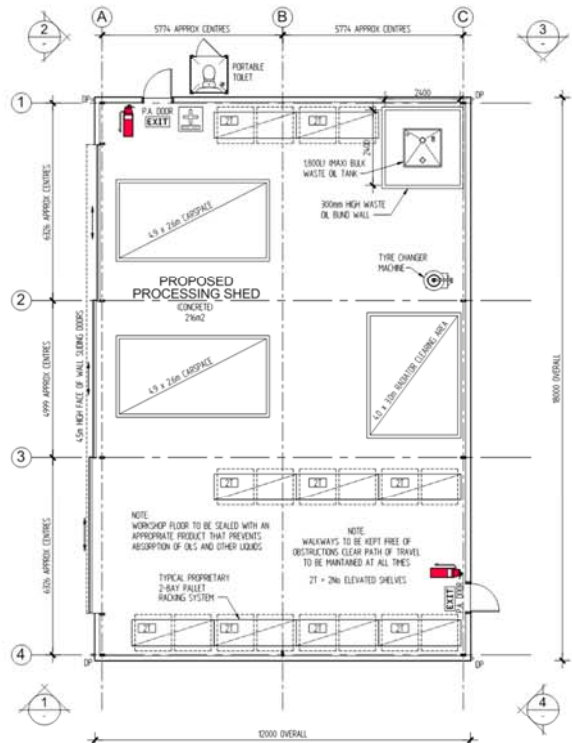 A
B
C
2
-
3
-
5774 APPROX CENTRES
5774 APPROX CENTRES
PORTABLE
TOILET
DP
DP
2400
1
P.A. DOOR
EXIT
2T
2T
2400
1,800Lt (MAX) BULK
WASTE OIL TANK
300mm HIGH WASTE
OIL BUND WALL
6326 APPROX CENTRES
4.9 x 2.6m CARSPACE
TYRE CHANGER
MACHINE
PROPOSED
PROCESSING SHED
(CONCRETE)
216m2
2
4.9 x 2.6m CARSPACE
4.0 x 3.0m RADIATOR CLEARING AREA
4999 APPROX CENTRES
4.5m HIGH FACE OF WALL SLIDING DOORS
18000 OVERALL
3
2T
2T
2T
NOTE:
WORKSHOP FLOOR TO BE SEALED WITH AN
APPROPRIATE PRODUCT THAT PREVENTS
ABSORPTION OF OILS AND OTHER LIQUIDS
NOTE:
WALKWAYS TO BE KEPT FREE OF
OBSTRUCTIONS CLEAR PATH OF TRAVEL
TO BE MAINTAINED AT ALL TIMES
2T = 2No ELEVATED SHELVES
6326 APPROX CENTRES
TYPICAL PROPRIETARY
2-BAY PALLET
RACKING SYSTEM
EXIT
P.A. DOOR
2T
2T
2T
2T
4
DP
DP
1
-
4
-
12000 OVERALL